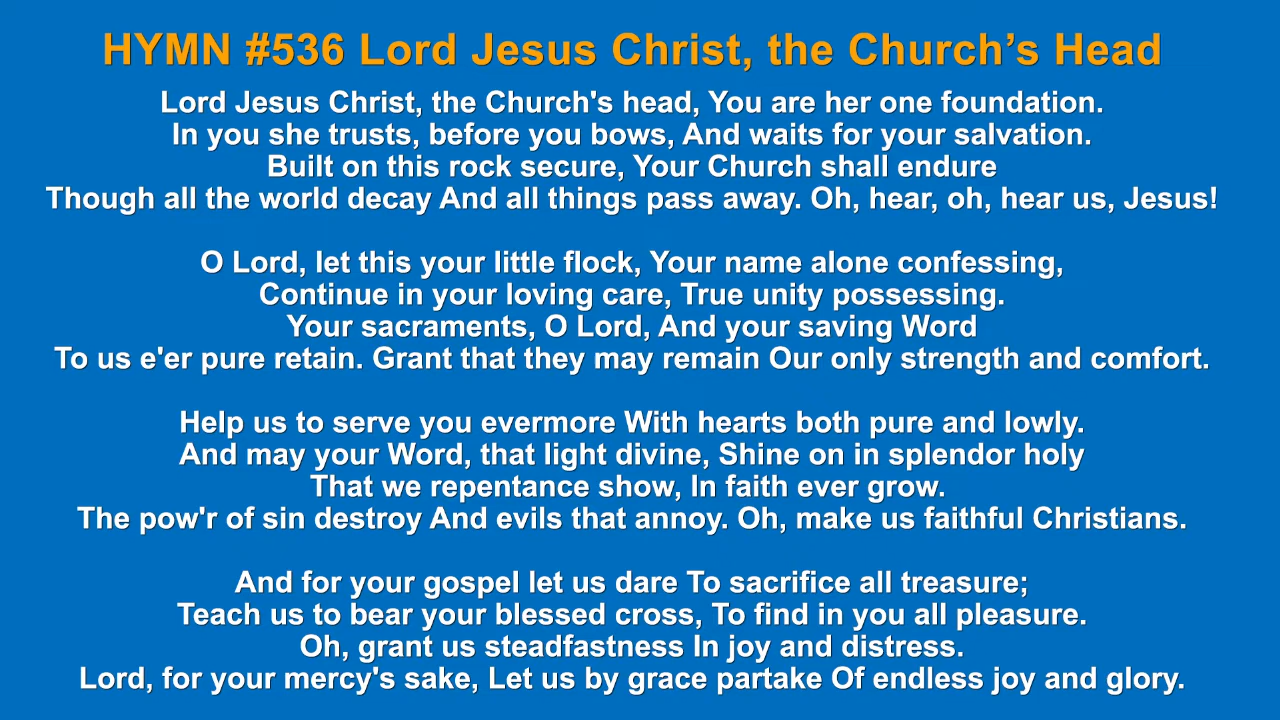 HYMN #536 Lord Jesus Christ, the Church’s Head
Lord Jesus Christ, the Church's head, You are her one foundation.
In you she trusts, before you bows, And waits for your salvation.
Built on this rock secure, Your Church shall endure
Though all the world decay And all things pass away. Oh, hear, oh, hear us, Jesus!
O Lord, let this your little flock, Your name alone confessing,
Continue in your loving care, True unity possessing.
Your sacraments, O Lord, And your saving Word
To us e'er pure retain. Grant that they may remain Our only strength and comfort.
Help us to serve you evermore With hearts both pure and lowly.
And may your Word, that light divine, Shine on in splendor holy
That we repentance show, In faith ever grow.
The pow'r of sin destroy And evils that annoy. Oh, make us faithful Christians.
And for your gospel let us dare To sacrifice all treasure;
Teach us to bear your blessed cross, To find in you all pleasure.
Oh, grant us steadfastness In joy and distress.
Lord, for your mercy's sake, Let us by grace partake Of endless joy and glory.